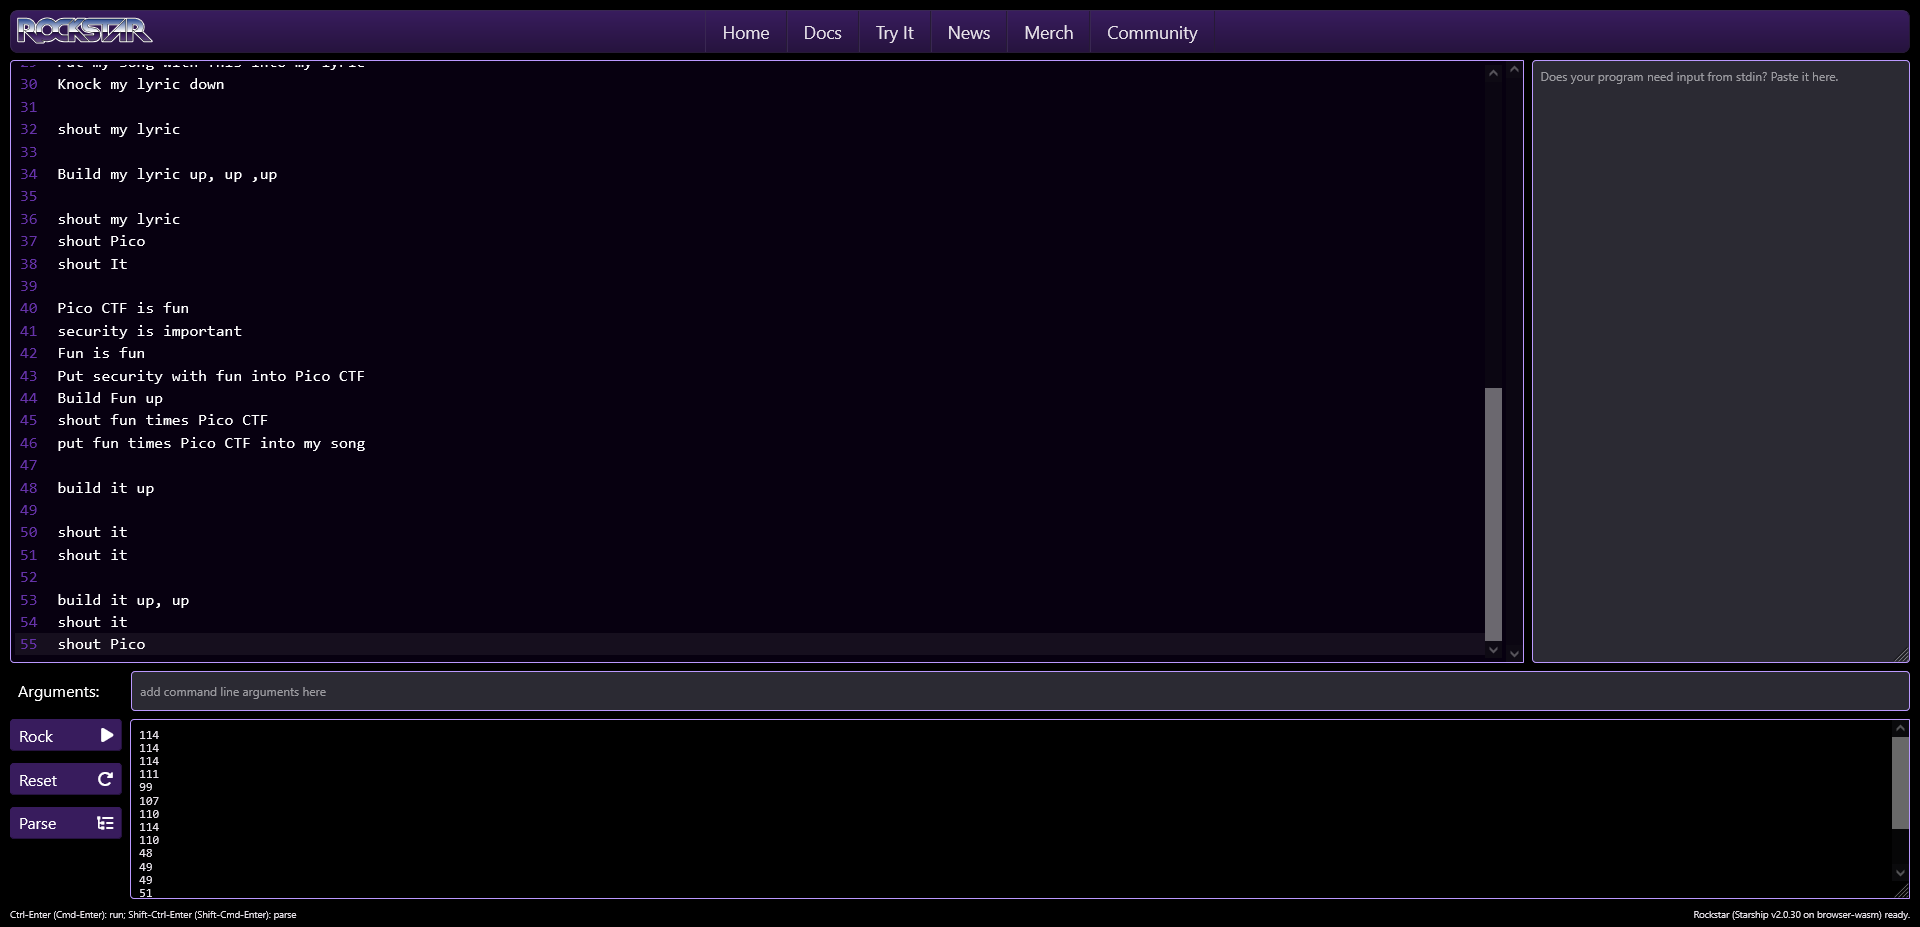 ROCKSTAR
Home
Docs
Try It
News
Merch
Community
29 Put my song with This into my lyric
30 Knock my lyric down
31
32 shout my lyric
33
34 Build my lyric up, up ,up
35
36 shout my lyric
37 shout Pico
38 shout It
39
40 Pico CTF is fun
41 security is important
42 Fun is fun
43 Put security with fun into Pico CTF
44 Build Fun up
45 shout fun times Pico CTF
46 put fun times Pico CTF into my song
47
48 build it up
49
50 shout it
51 shout it
52
53 build it up, up
54 shout it
55 shout Pico
Does your program need input from stdin? Paste it here.
Arguments:
add command line arguments here
Rock
Reset
Parse
114
114
114
111
99
107
110
114
110
48
49
49
51
Ctrl-Enter (Cmd-Enter): run; Shift-Ctrl-Enter (Shift-Cmd-Enter): parse
Rockstar (Starship v2.0.30 on browser-wasm) ready.